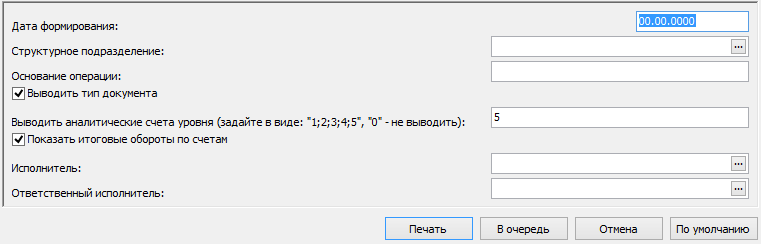 Дата формирования: 00.00.0000
Структурное подразделение: ...
Основание операции:
Выводить тип документа
Выводить аналитические счета уровня (задайте в виде: "1;2;3;4;5", "0" - не выводить): 5
Показать итоговые обороты по счетам
Исполнитель: ...
Ответственный исполнитель: ...
Печать В очередь Отмена По умолчанию